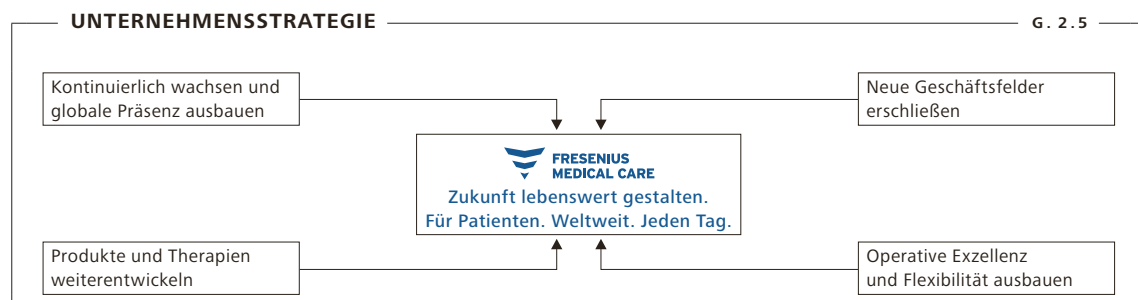 UNTERNEHMENSSTRATEGIE
G. 2.5
Kontinuierlich wachsen und
globale Präsenz ausbauen
Neue Geschäftsfelder
erschließen
FRESENIUS
MEDICAL CARE
Zukunft lebenswert gestalten.
Für Patienten. Weltweit. Jeden Tag.
Produkte und Therapien
weiterentwickeln
Operative Exzellenz
und Flexibilität ausbauen